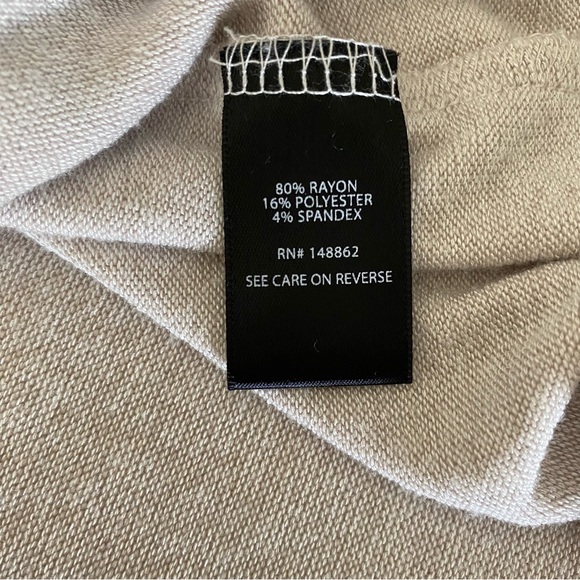 80% RAYON
16% POLYESTER
4% SPANDEX
RN# 148862
SEE CARE ON REVERSE